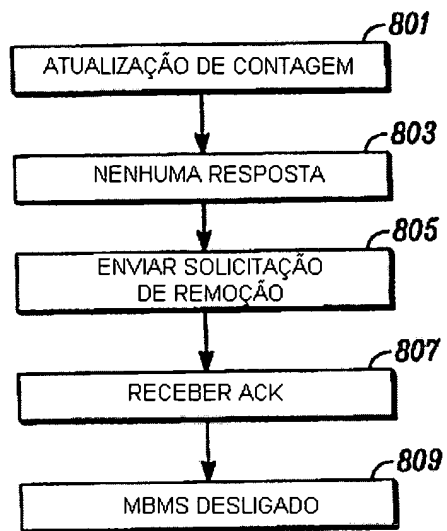 801
ATUALIZAÇÃO DE CONTAGEM
803
NENHUMA RESPOSTA
805
ENVIAR SOLICITAÇÃO
DE REMOÇÃO
807
RECEBER ACK
809
MBMS DESLIGADO